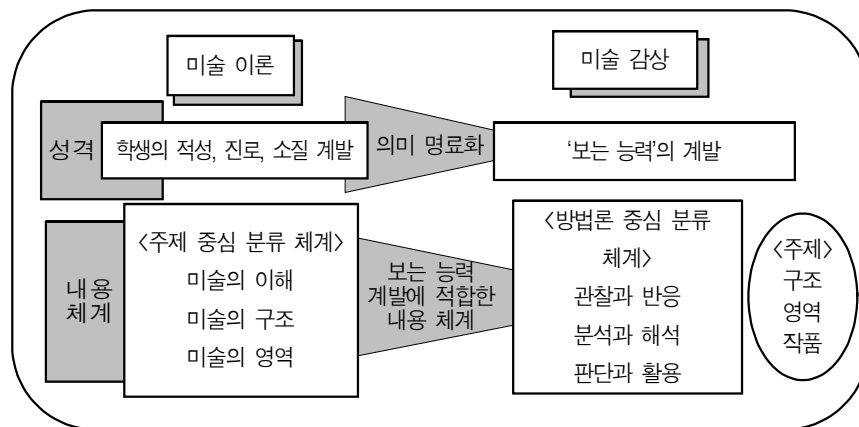 미술 이론
미술 감상
성격
학생의 적성, 진로, 소질 계발
의미 명료화
‘보는 능력’의 계발
내용
체계
<주제 중심 분류 체계>
미술의 이해
미술의 구조
미술의 영역
보는 능력
계발에 적합한
내용 체계
<방법론 중심 분류
체계>
관찰과 반응
분석과 해석
판단과 활용
<주제>
구조
영역
작품